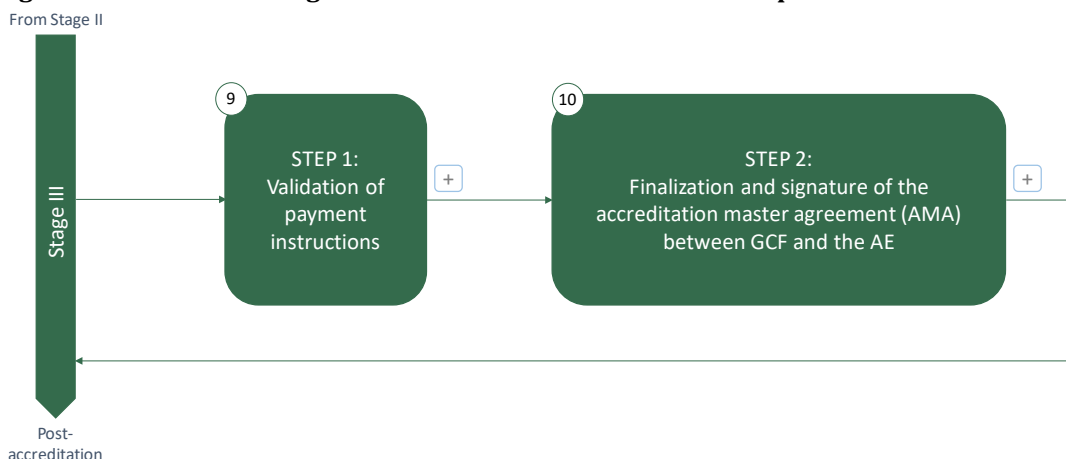 From Stage II
9
10
STEP 1:
Validation of
payment
instructions
+
STEP 2:
Finalization and signature of the
accreditation master agreement (AMA)
between GCF and the AE
+
Stage III
Post-
accreditation